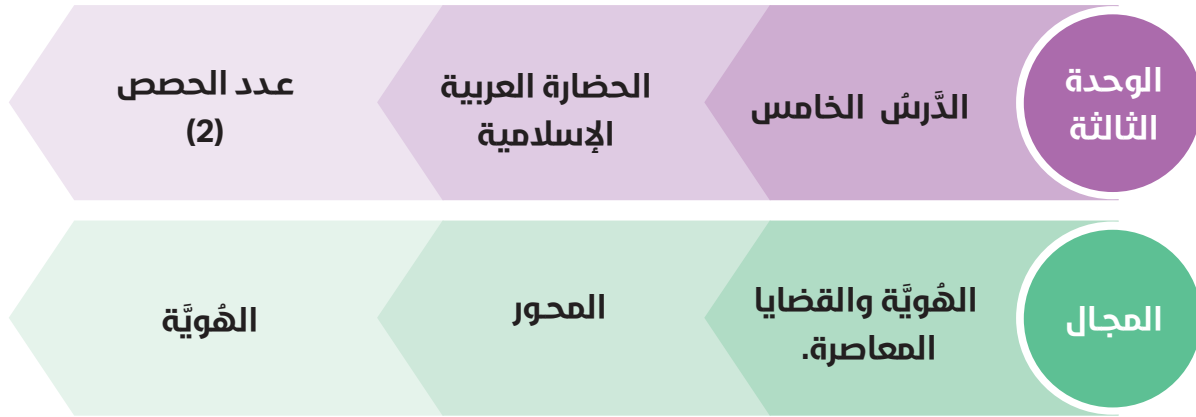 الوحدة
الثالثة
الدَّرسُ الخامس
الحضارة العربية
الإسلامية
عدد الحصص
(2)
المجال
الهُويَّة والقضايا
المعاصرة.
المحور
الهُويَّة